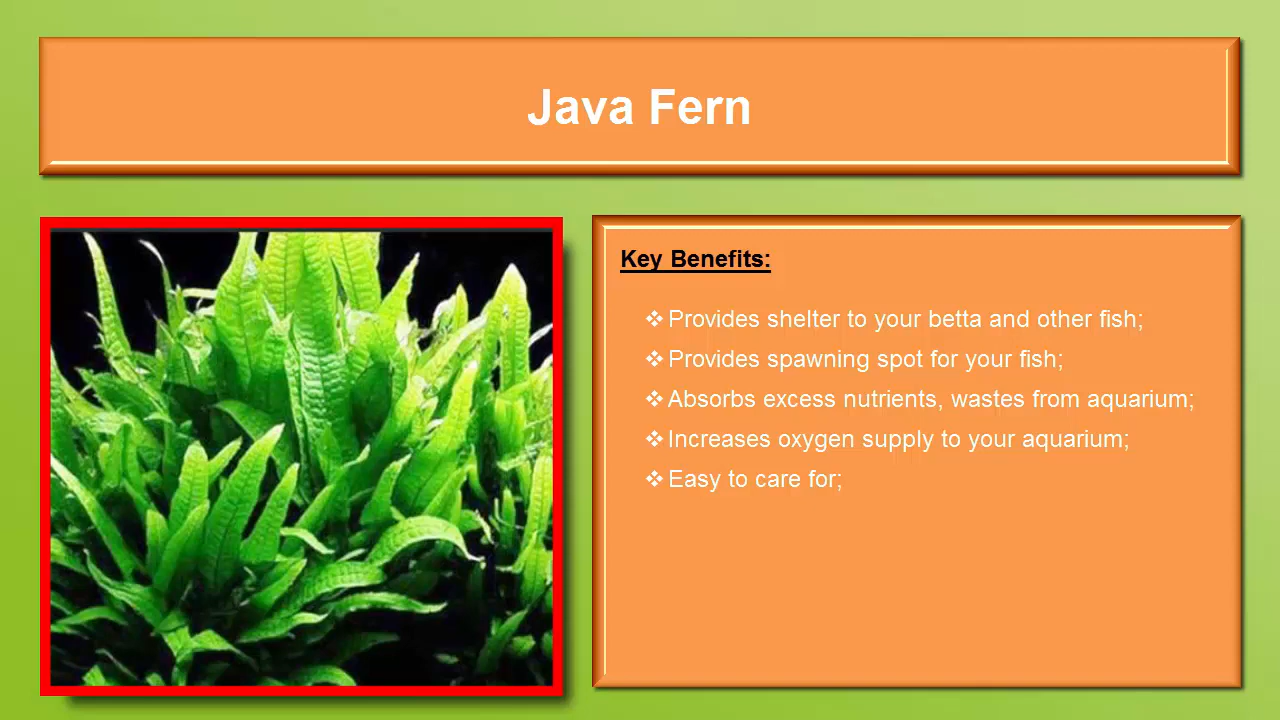 Java Fern
Key Benefits:
❖Provides shelter to your betta and other fish;
❖Provides spawning spot for your fish;
❖Absorbs excess nutrients, wastes from aquarium;
❖Increases oxygen supply to your aquarium;
❖Easy to care for;